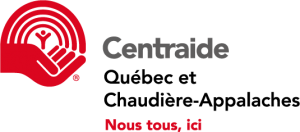 ®
Centraide
Québec et
Chaudière-Appalaches
Nous tous, ici